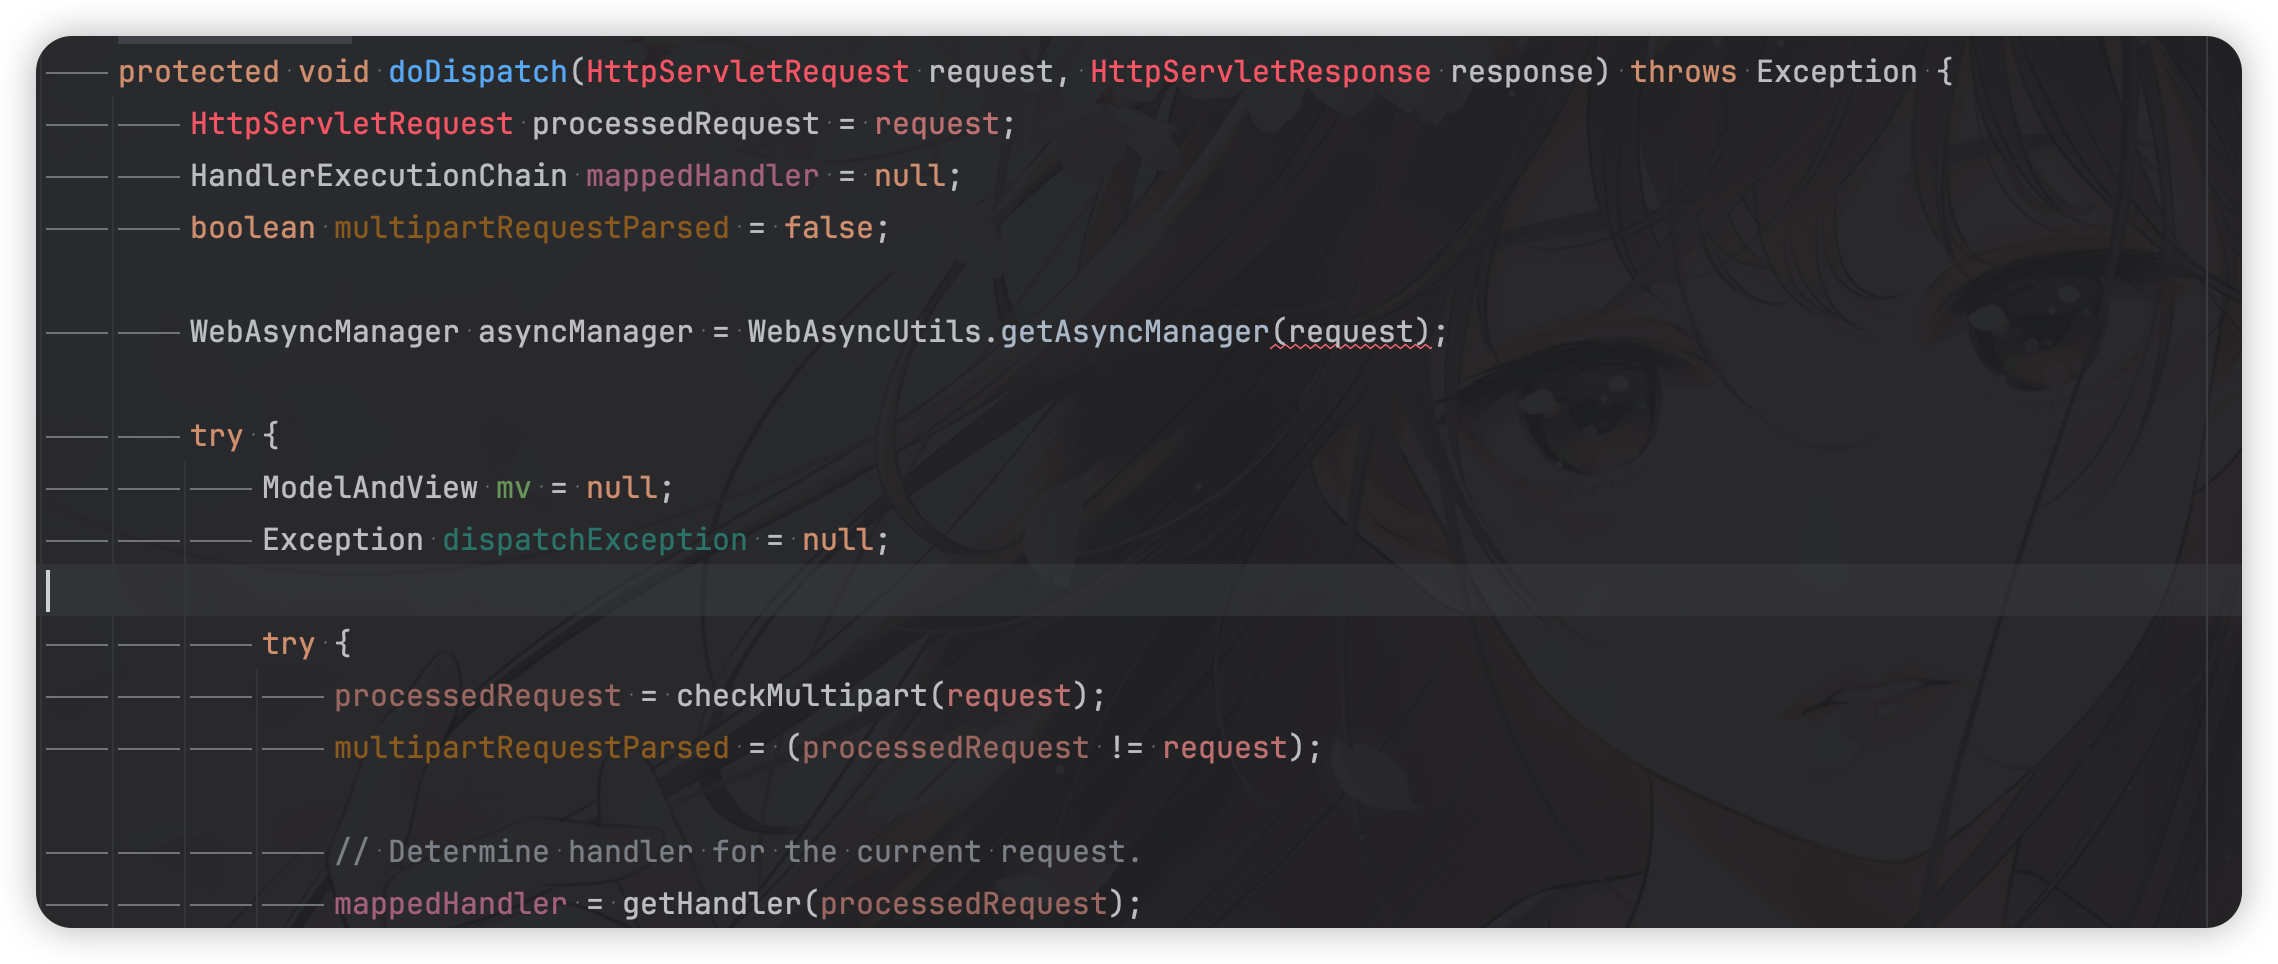 protected void doDispatch(HttpServletRequest request, HttpServletResponse response) throws Exception {
HttpServletRequest processedRequest = request;
HandlerExecutionChain mappedHandler = null;
boolean multipartRequestParsed = false;
WebAsyncManager asyncManager = WebAsyncUtils.getAsyncManager(request);
try {
ModelAndView mv = null;
Exception dispatchException = null;
try {
processedRequest = checkMultipart(request);
multipartRequestParsed = (processedRequest != request);
// Determine handler for the current request.
mappedHandler = getHandler(processedRequest);